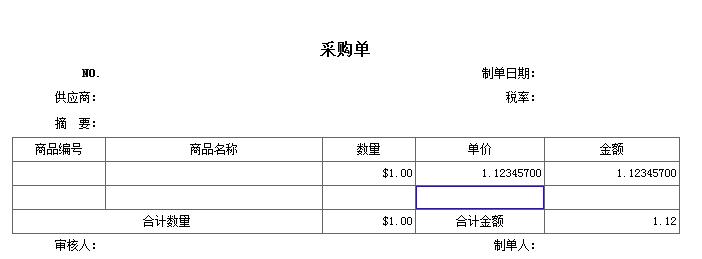 采购单
NO. 制单日期：
供应商： 税率：
摘　要：
商品编号 商品名称 数量 单价 金额
$1.00 1.12345700 1.12345700
合计数量 $1.00 合计金额 1.12
审核人： 制单人：